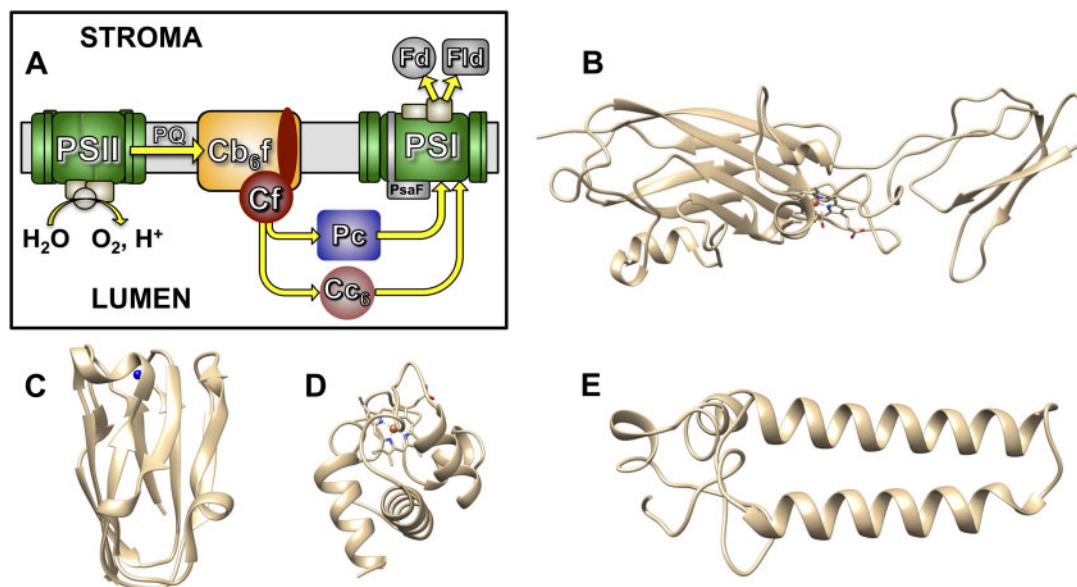 STROMA
A
Fd
Fld
PSII
PQ
Cb₆f
PSI
PsaF
Cf
Pc
H₂O
O₂, H⁺
LUMEN
Cc₆
B
C
D
E